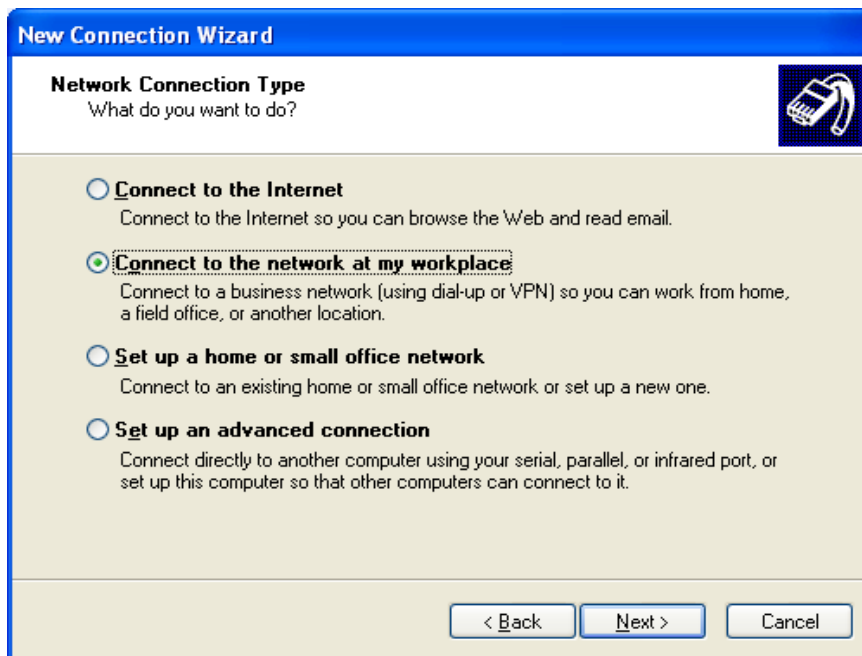 New Connection Wizard
Network Connection Type
What do you want to do?
Connect to the Internet
Connect to the Internet so you can browse the Web and read email.
Connect to the network at my workplace
Connect to a business network (using dial-up or VPN) so you can work from home,
a field office, or another location.
Set up a home or small office network
Connect to an existing home or small office network or set up a new one.
Set up an advanced connection
Connect directly to another computer using your serial, parallel, or infrared port, or
set up this computer so that other computers can connect to it.
< Back Next > Cancel